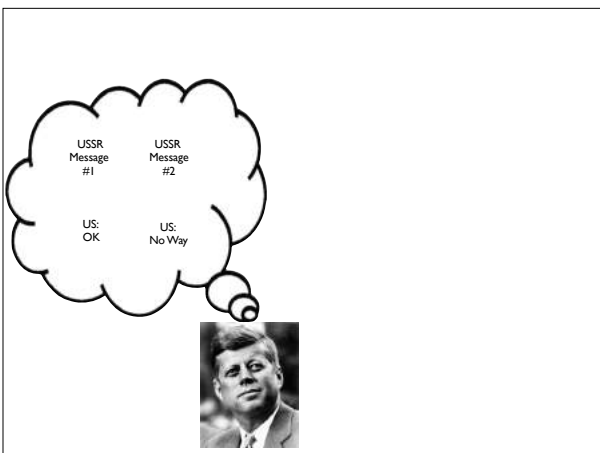 USSR
Message
#1
USSR
Message
#2
US:
OK
US:
No Way